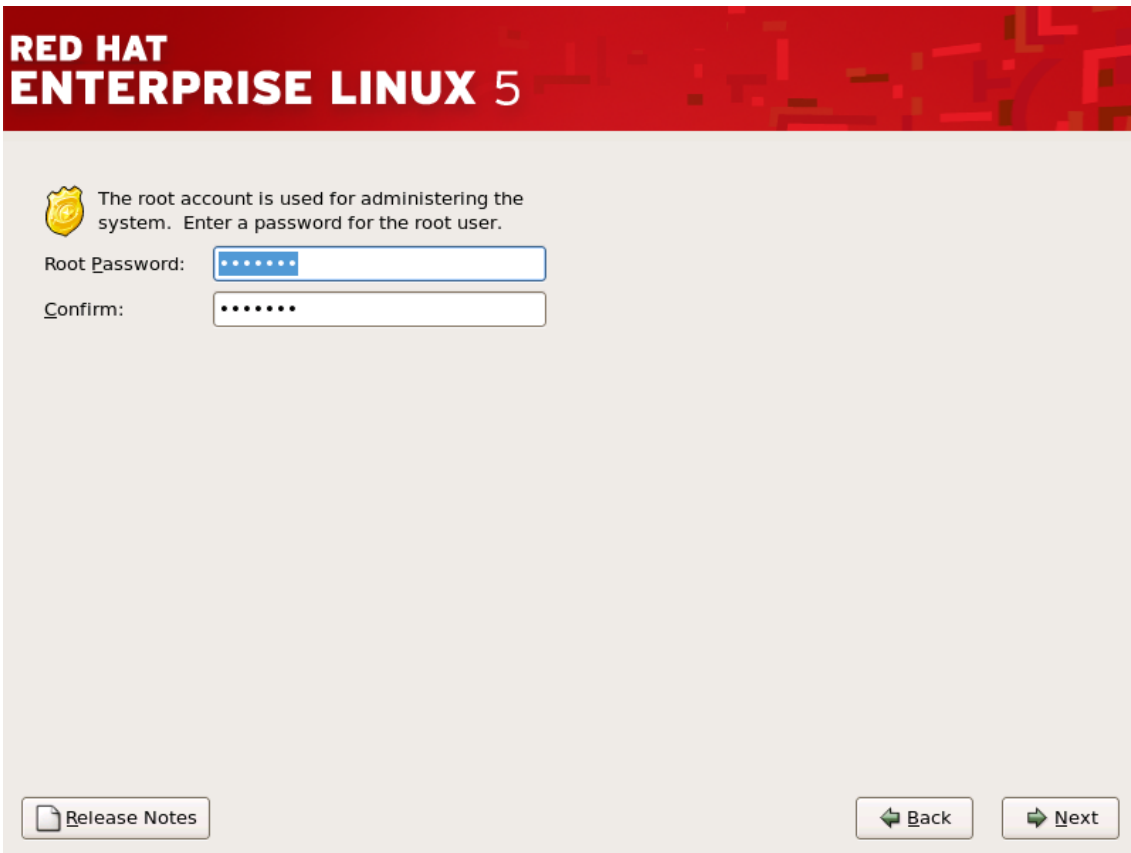 RED HAT
ENTERPRISE LINUX 5
The root account is used for administering the
system.  Enter a password for the root user.
Root Password: •••••••
Confirm: •••••••
Release Notes
Back
Next